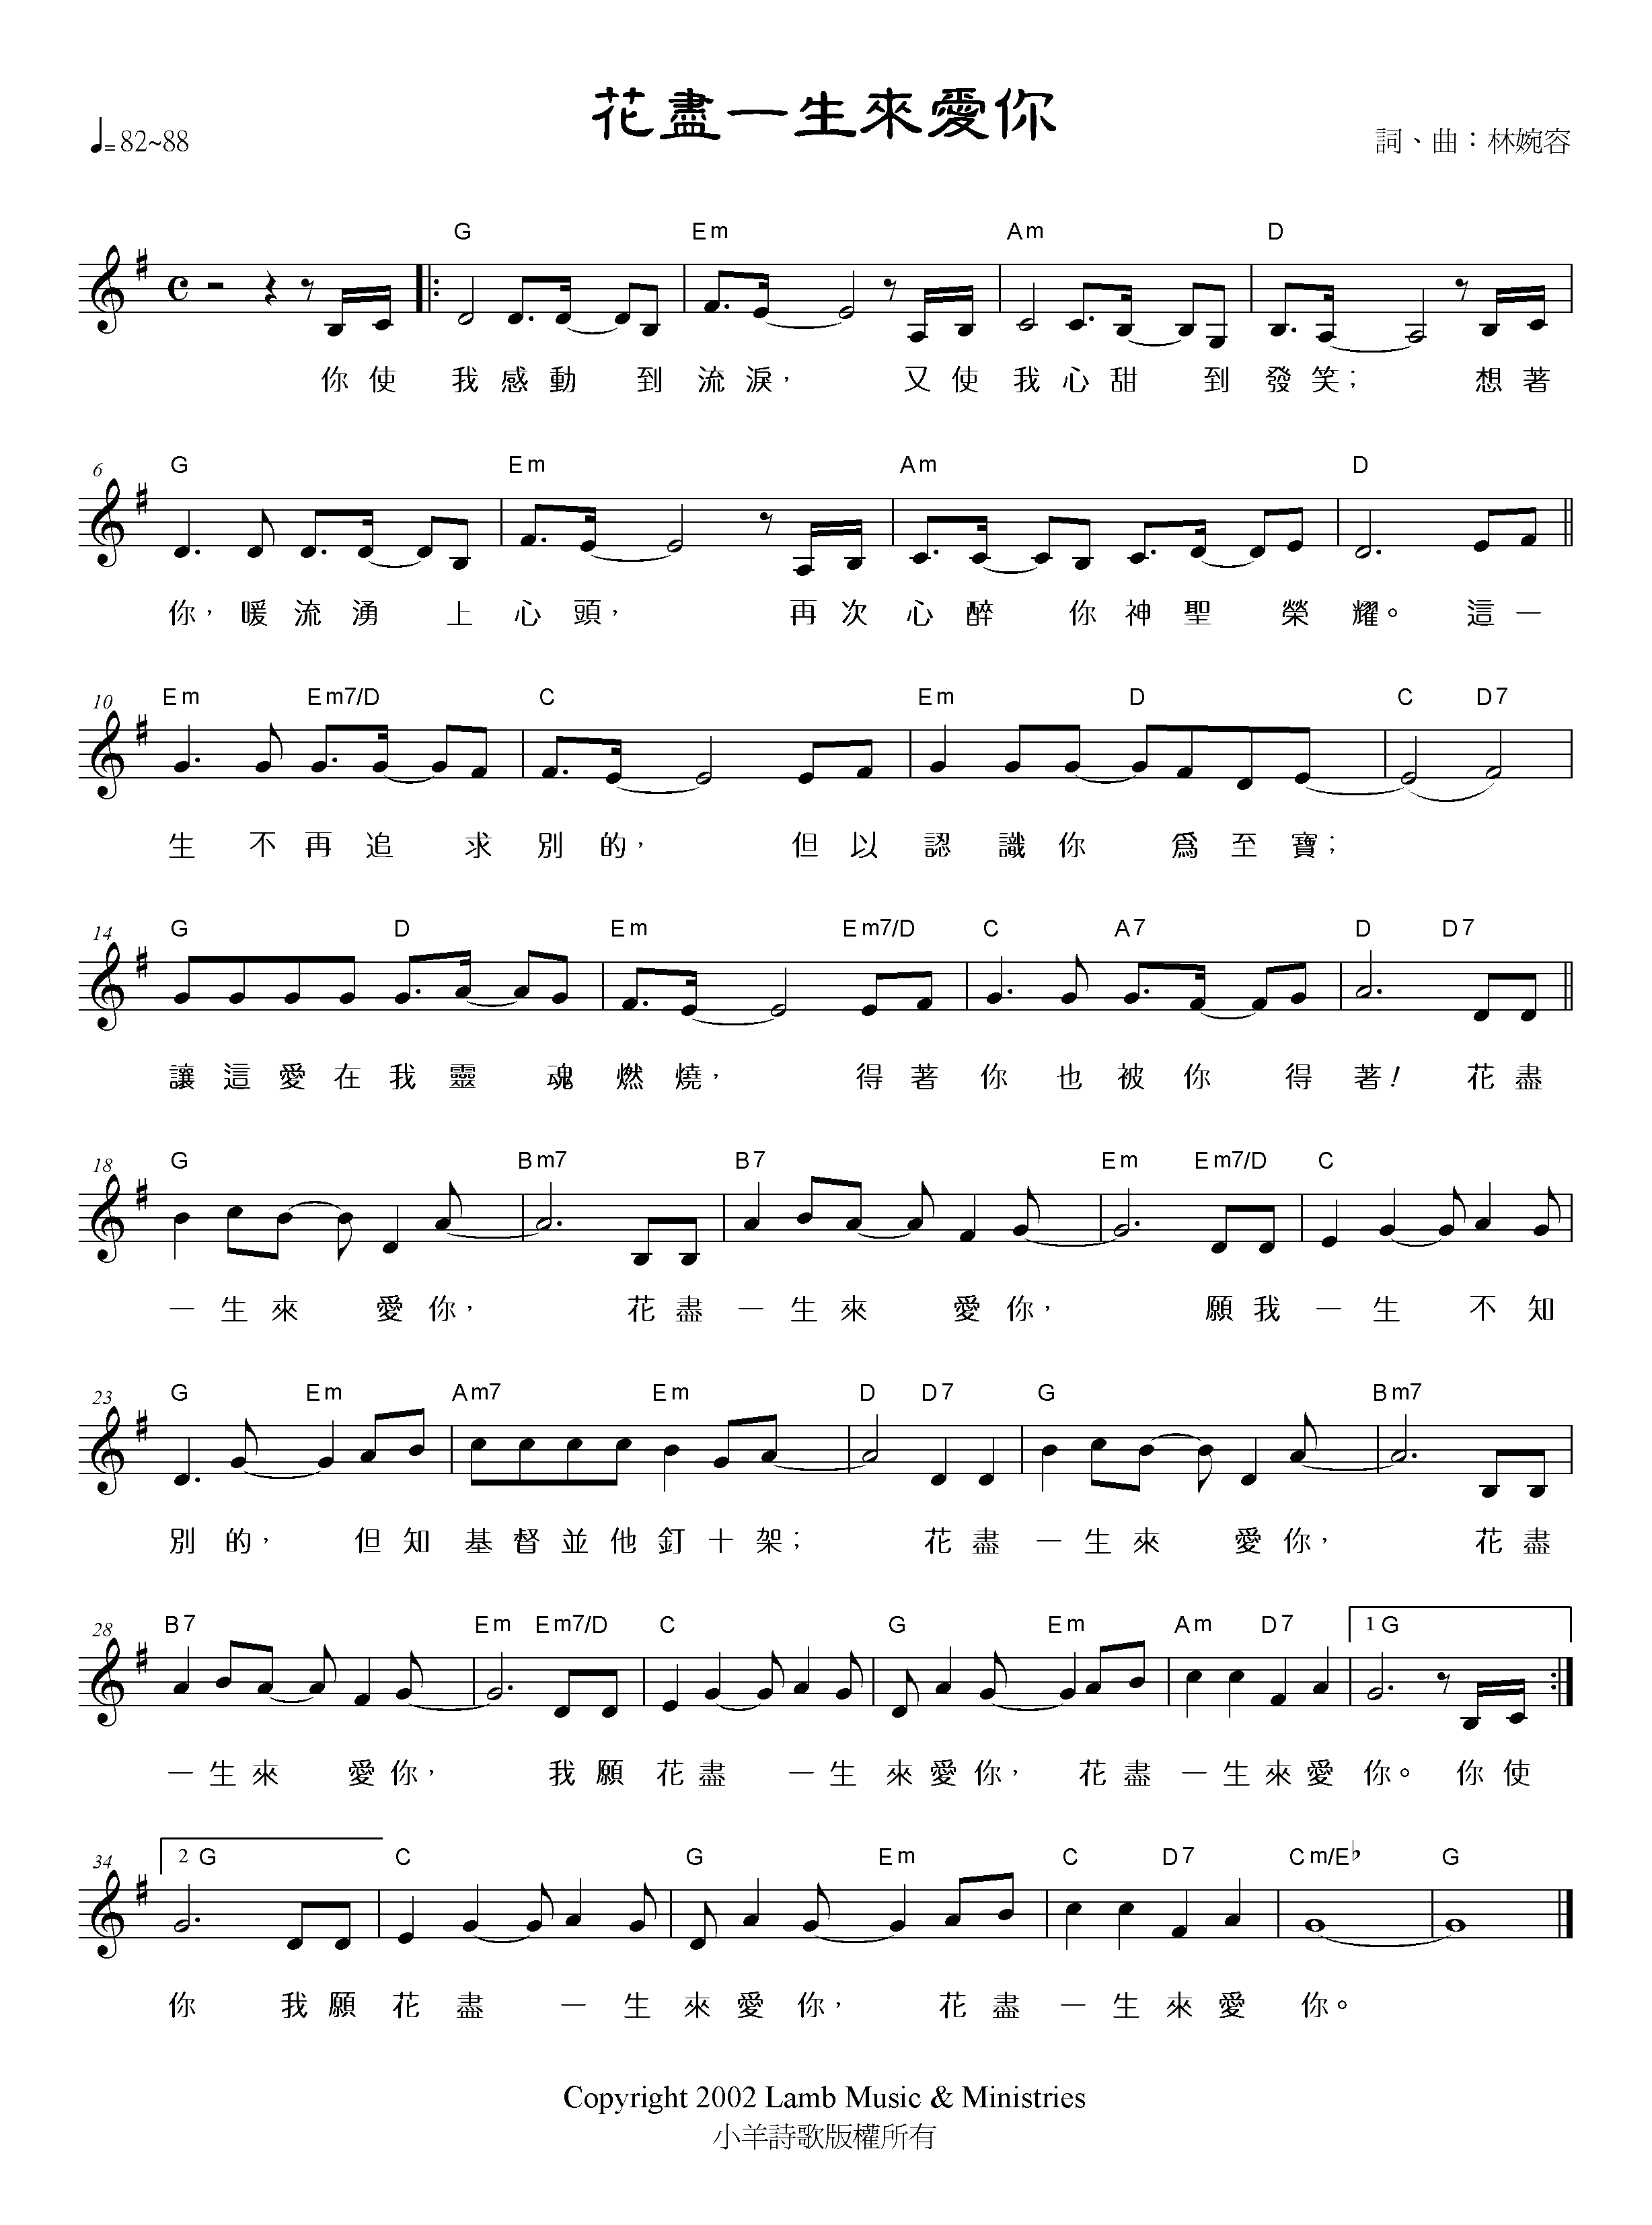 花盡一生來愛你
♩=82~88
詞、曲：林婉容
G Em Am D
你使 我感動 到流淚， 又使我心甜 到發笑； 想著
6 G Em Am D
你，暖流湧 上心頭， 再次心醉 你神聖 榮耀。 這一
10 Em Em7/D C Em D C D7
生 不再追 求別的， 但以認識你 為至寶；
14 G D Em Em7/D C A7 D D7
讓這愛在我靈 魂燃燒， 得著你也被你 得著！ 花盡
18 G Bm7 B7 Em Em7/D C
一生來 愛你， 花盡一生來 愛你， 願我一生 不知
23 G Em Am7 Em D D7 G Bm7
別的， 但知基督並他釘十架； 花盡一生來 愛你， 花盡
28 B7 Em Em7/D C G Em Am D7 1 G
一生來 愛你， 我願花盡 一生來愛你， 花盡一生來愛你。你使
34 2 G C G Em C D7 Cm/E♭ G
你 我願花盡 一生來愛你， 花盡一生來愛你。
Copyright 2002 Lamb Music & Ministries
小羊詩歌版權所有